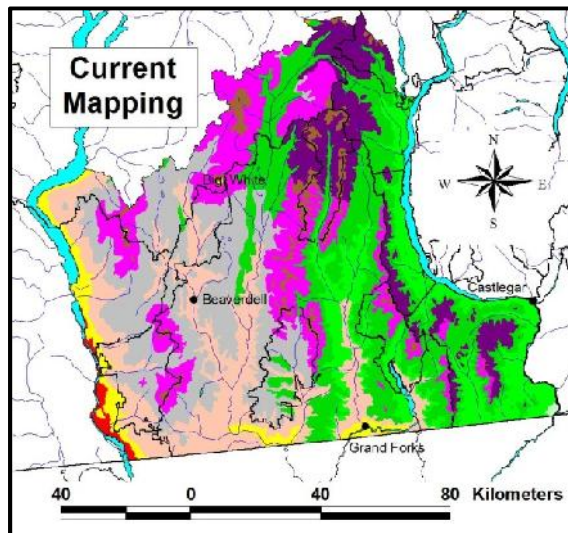 Current
Mapping
N
W
E
S
Big White
Castlegar
Beaverdell
Grand Forks
40 0 40 80 Kilometers